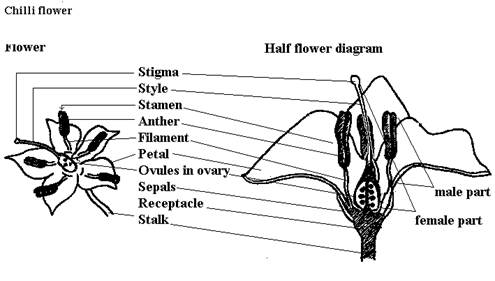 Chilli flower
Flower
Half flower diagram
Stigma
Style
Stamen
Anther
Filament
Petal
Ovules in ovary
Sepals
Receptacle
Stalk
male part
female part